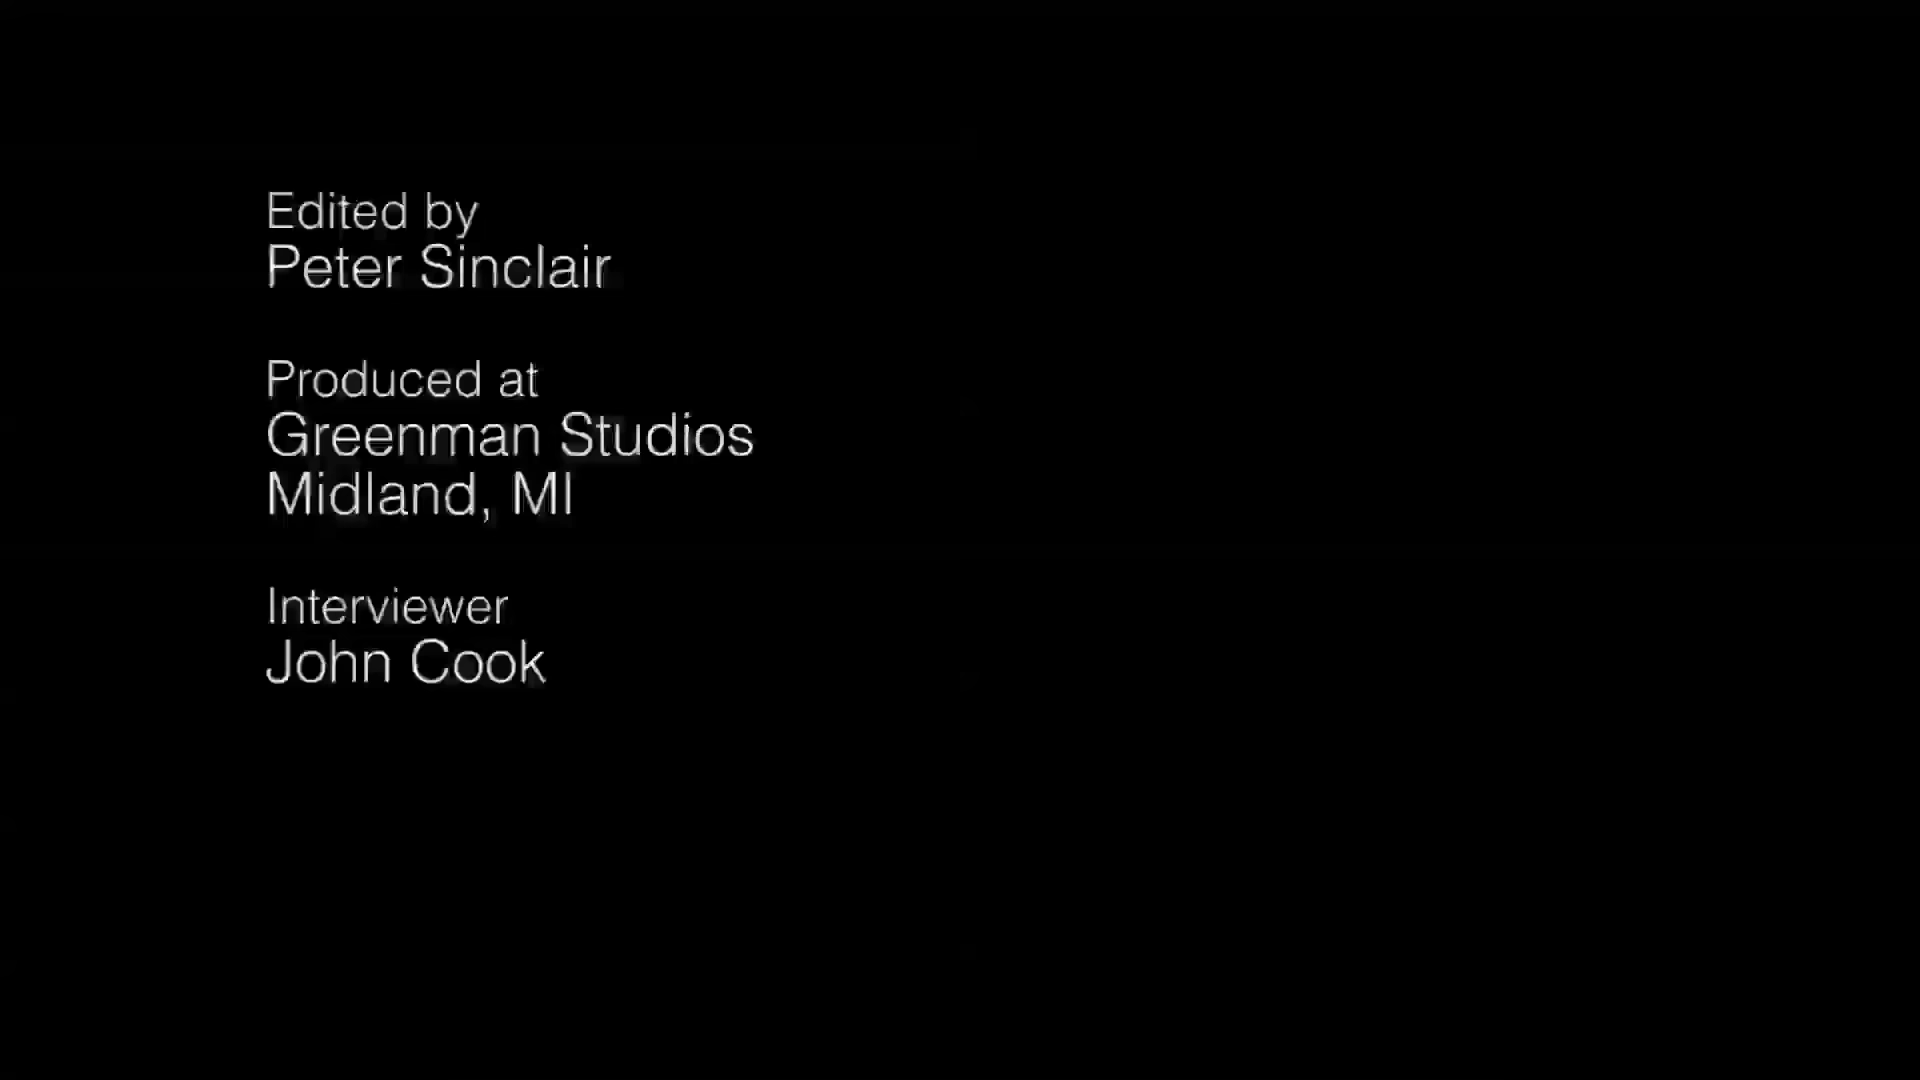 Edited by
Peter Sinclair
Produced at
Greenman Studios
Midland, MI
Interviewer
John Cook